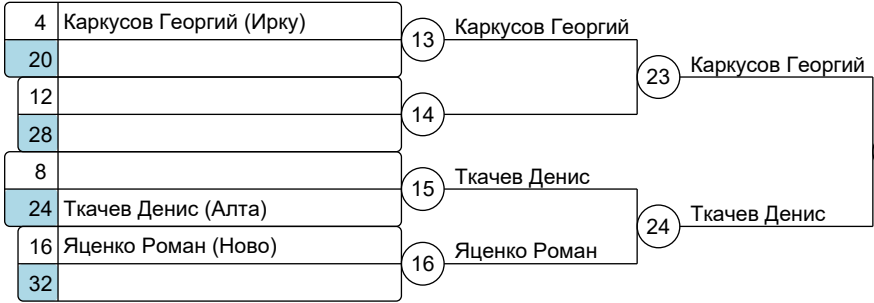 4 Каркусов Георгий (Ирку)
20
13 Каркусов Георгий
12
28
14
23 Каркусов Георгий
8
24 Ткачев Денис (Алта)
15 Ткачев Денис
16 Яценко Роман (Ново)
32
16 Яценко Роман
24 Ткачев Денис